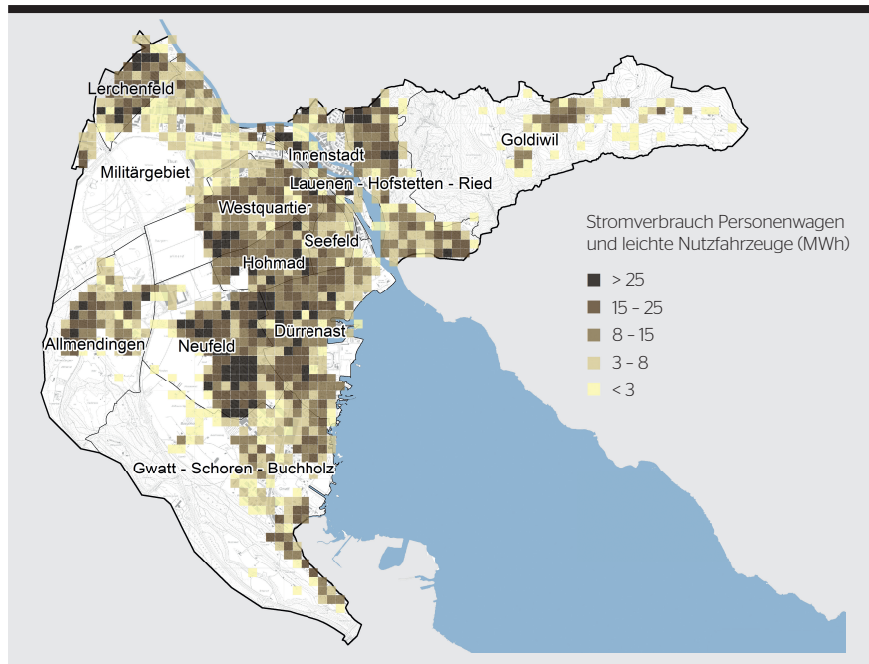 Lerchenfeld
Goldiwil
Innenstadt
Militärgebiet
Lauenen - Hofstetten - Ried
Westquartier
Stromverbrauch Personenwagen
und leichte Nutzfahrzeuge (MWh)
Seefeld
Hohmad
> 25
15 - 25
Dürrenast
8 - 15
Allmendingen
Neufeld
3 - 8
< 3
Gwatt - Schoren - Buchholz